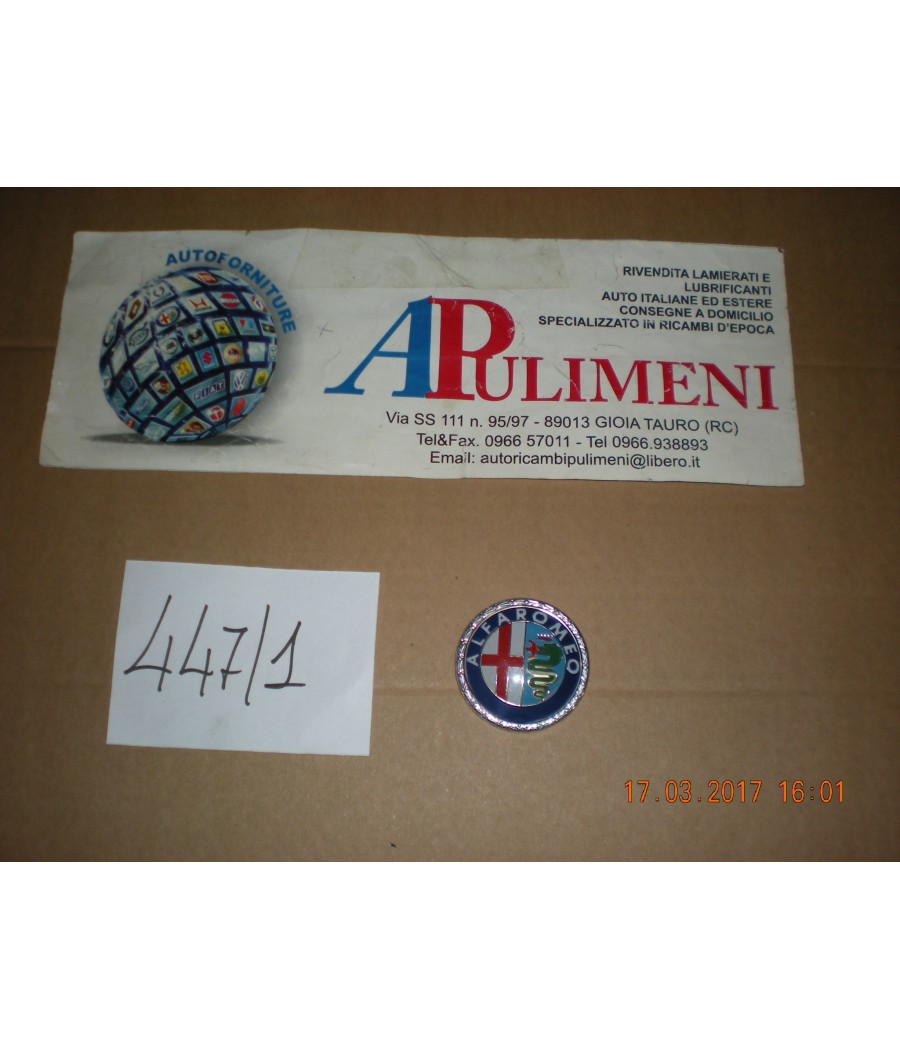 AUTOFORNITURE
RIVENDITA LAMIERATI E
LUBRIFICANTI
AUTO ITALIANE ED ESTERE
CONSEGNE A DOMICILIO
SPECIALIZZATO IN RICAMBI D'EPOCA
APULIMENI
Via SS 111 n. 95/97 - 89013 GIOIA TAURO (RC)
Tel&Fax. 0966 57011 - Tel 0966.938893
Email: autoricambipulimeni@libero.it
FIAT
447/1
ALFAROMEO
17.03.2017 16:01